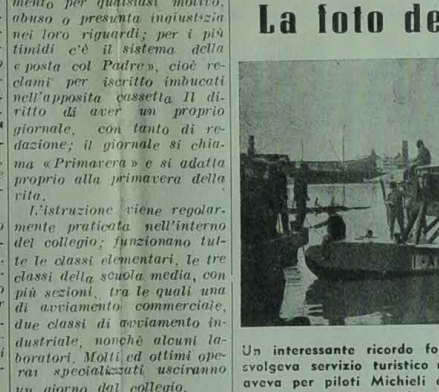 mento per qualsiasi motivo,
abuso o presunta ingiustizia
nei loro riguardi; per i più
timidi c'è il sistema della
« posta col Padre », cioè re-
clami per iscritto imbucati
nell'apposita cassetta Il di-
ritto di aver un proprio
giornale, con tanto di re-
dazione; il giornale si chia-
ma « Primavera » e si adatta
proprio alla primavera della
vita.
L'istruzione viene regolar-
mente praticata nell'interno
del collegio; funzionano tut-
te le classi elementari, le tre
classi della scuola media, con
più sezioni, tra le quali una
di avviamento commerciale,
due classi di avviamento in-
dustriale, nonchè alcuni la-
boratori. Molti ed ottimi ope-
rai specializzati usciranno
un giorno dal collegio.
La foto de
Un interessante ricordo fo
svolgeva servizio turistico
aveva per piloti Michieli